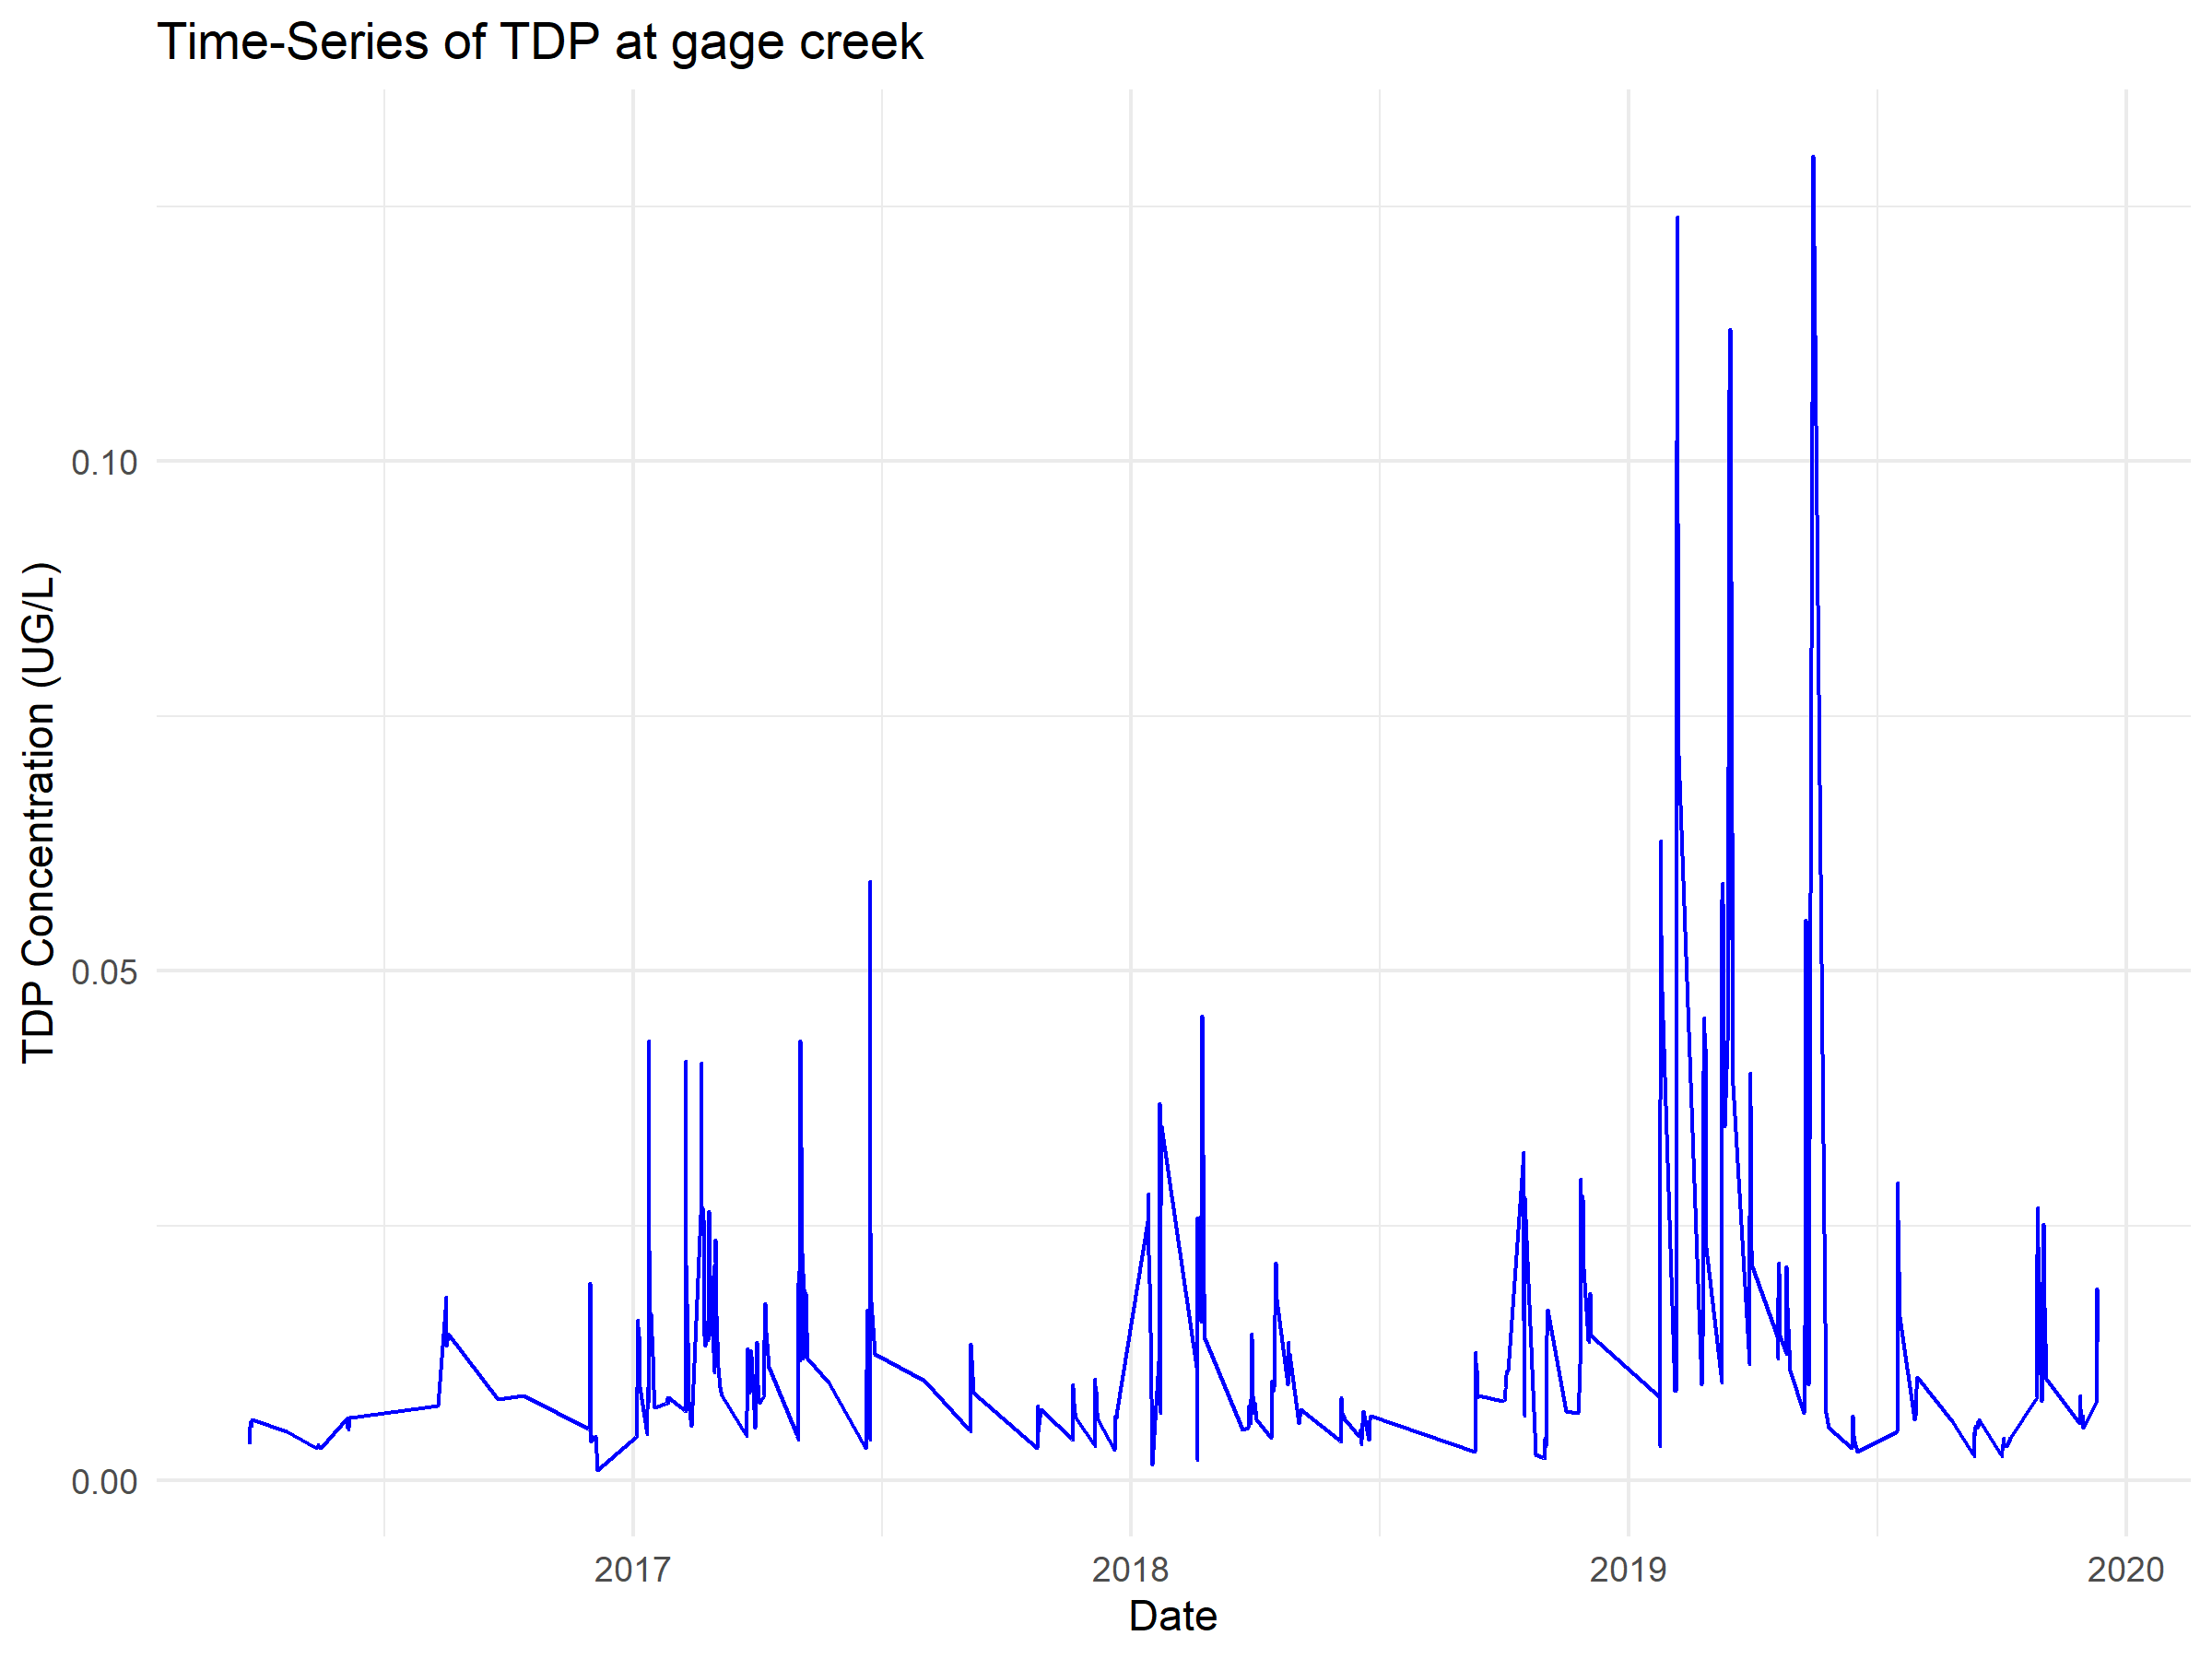 Time-Series of TDP at gage creek
TDP Concentration (UG/L)
0.10
0.05
0.00
2017 2018 2019 2020
Date